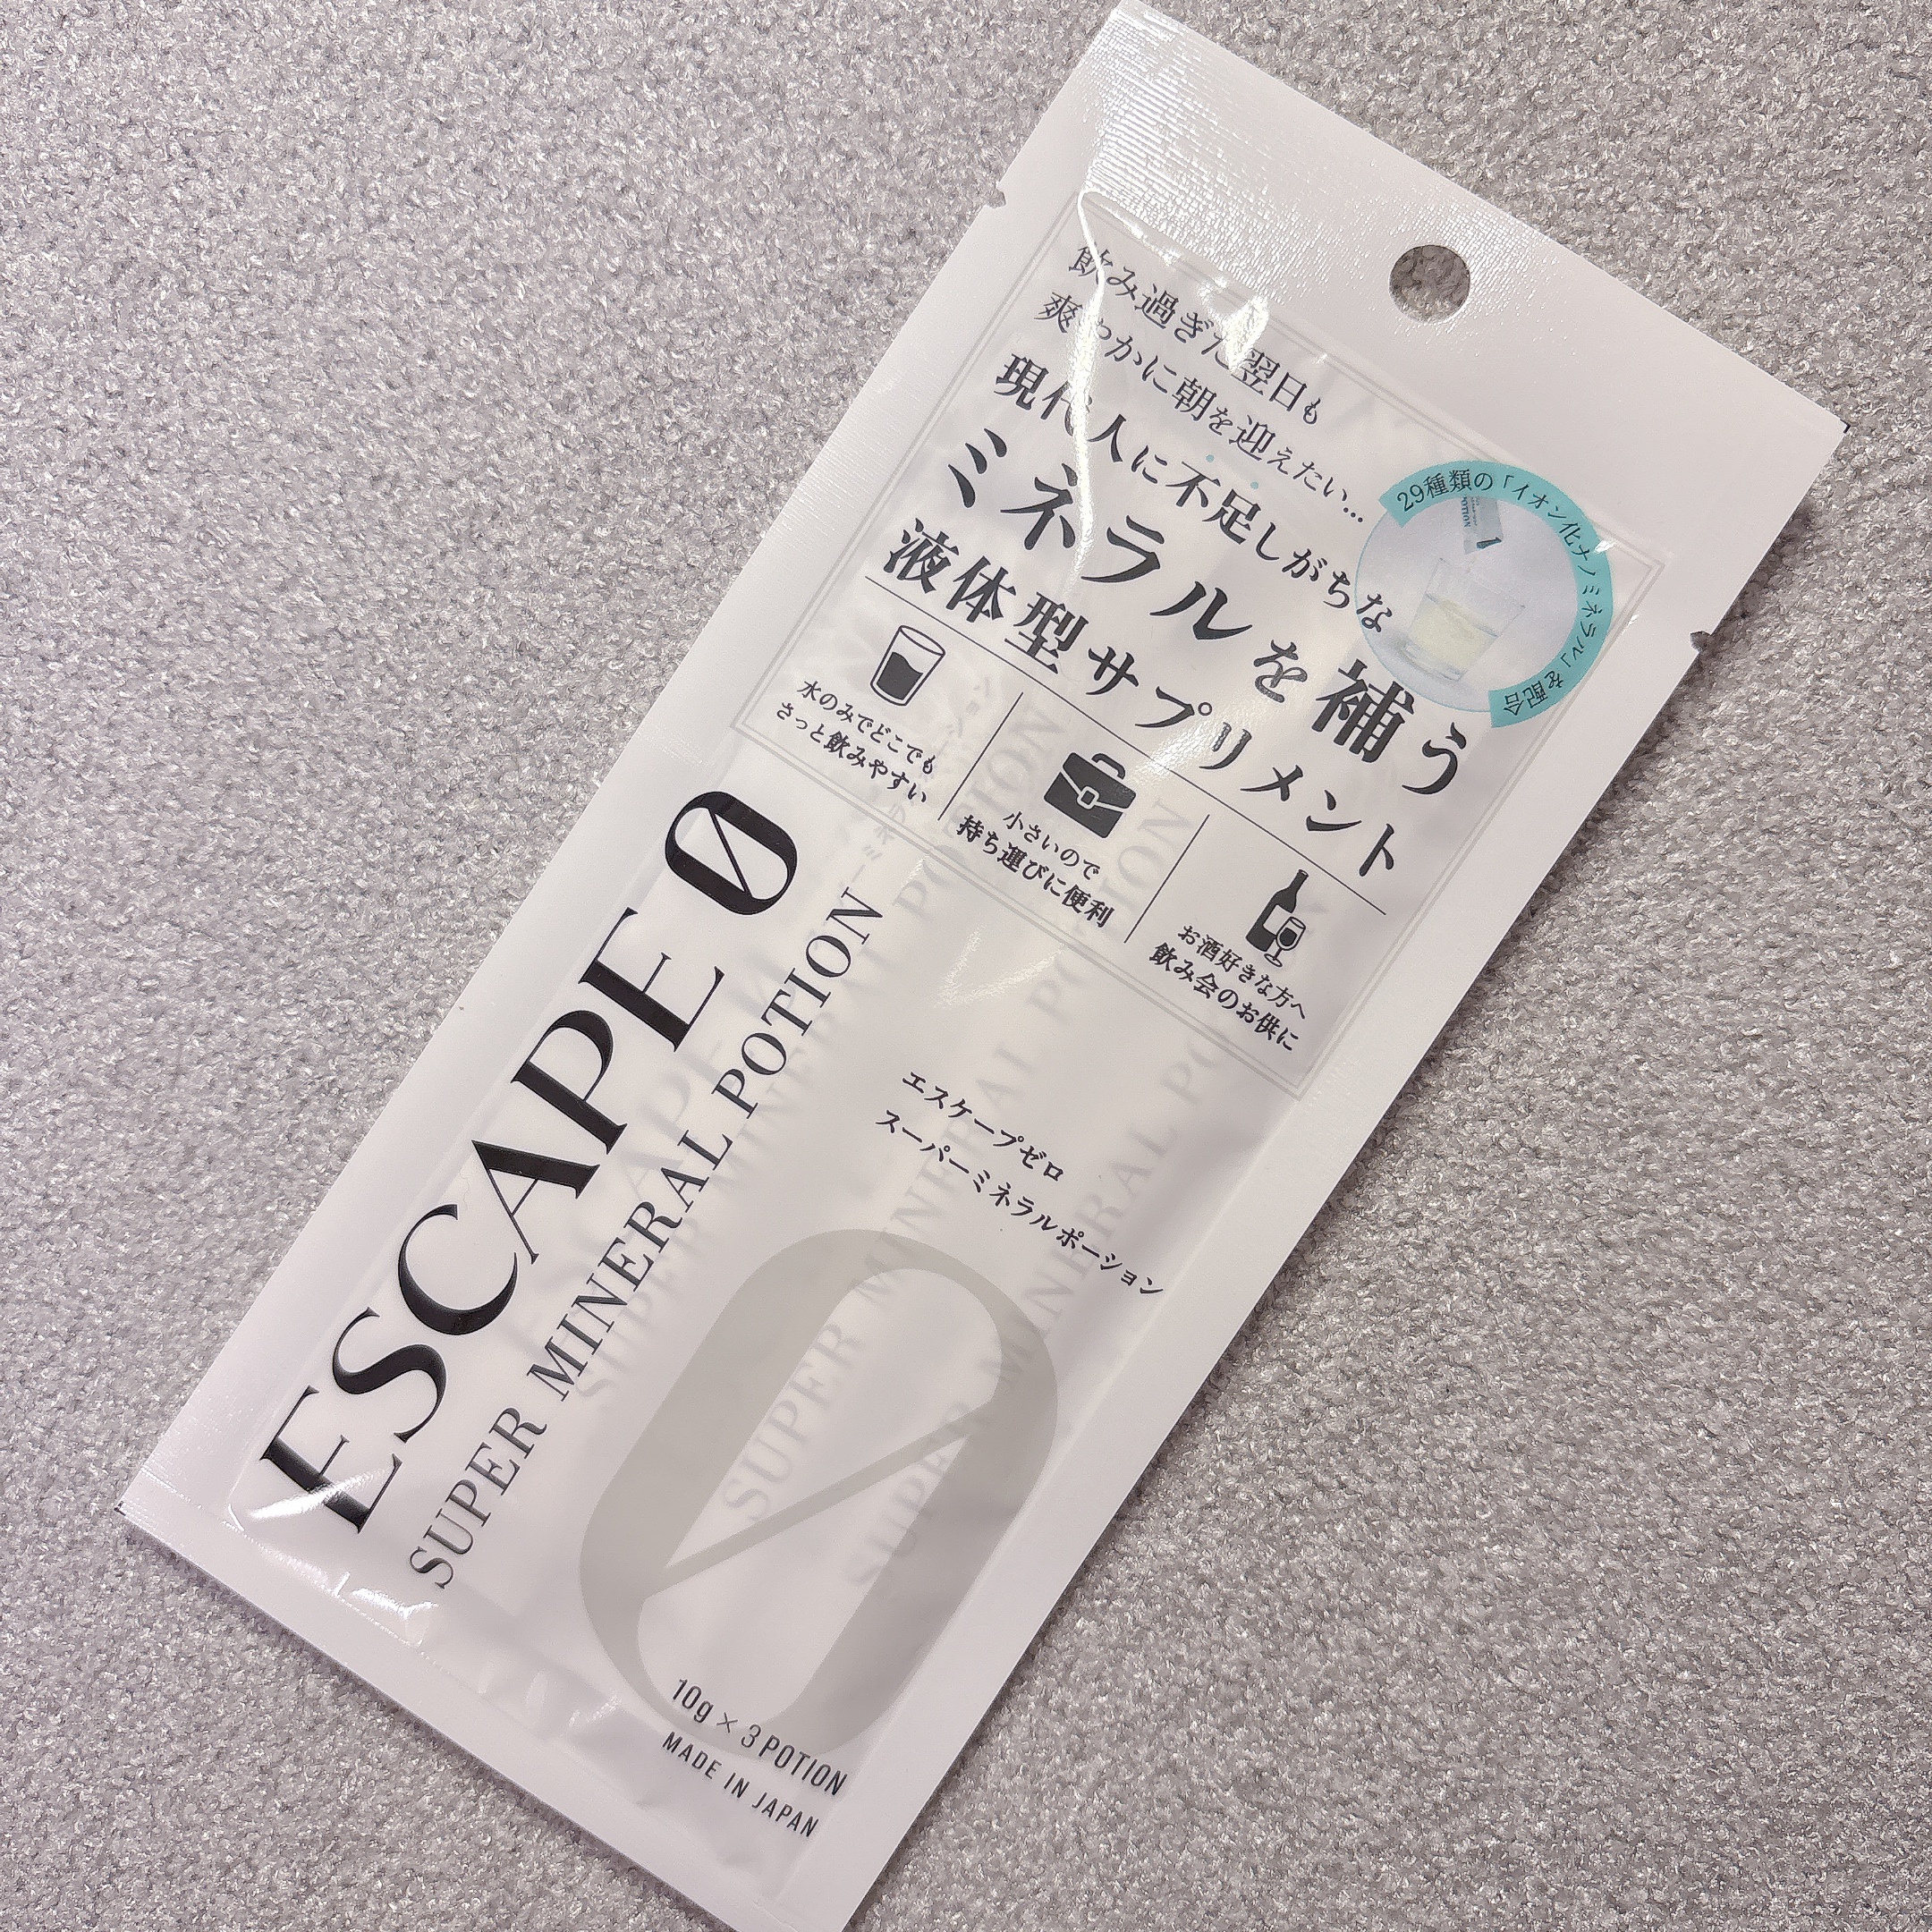 飲み過ぎた翌日も
爽やかに朝を迎えたい…
現代人に不足しがちな
ミネラルを補う
液体型サプリメント
29種類の「イオン化ナノミネラル」を配合
水のみでどこでも
さっと飲みやすい
小さいので
持ち運びに便利
お酒好きな方へ
飲み会のお供に
ESCAPE 0
SUPER MINERAL POTION
エスケープゼロ
スーパーミネラルポーション
0
10g × 3 POTION
MADE IN JAPAN
SUPER MINERAL POTION
SUPER MINERAL PO